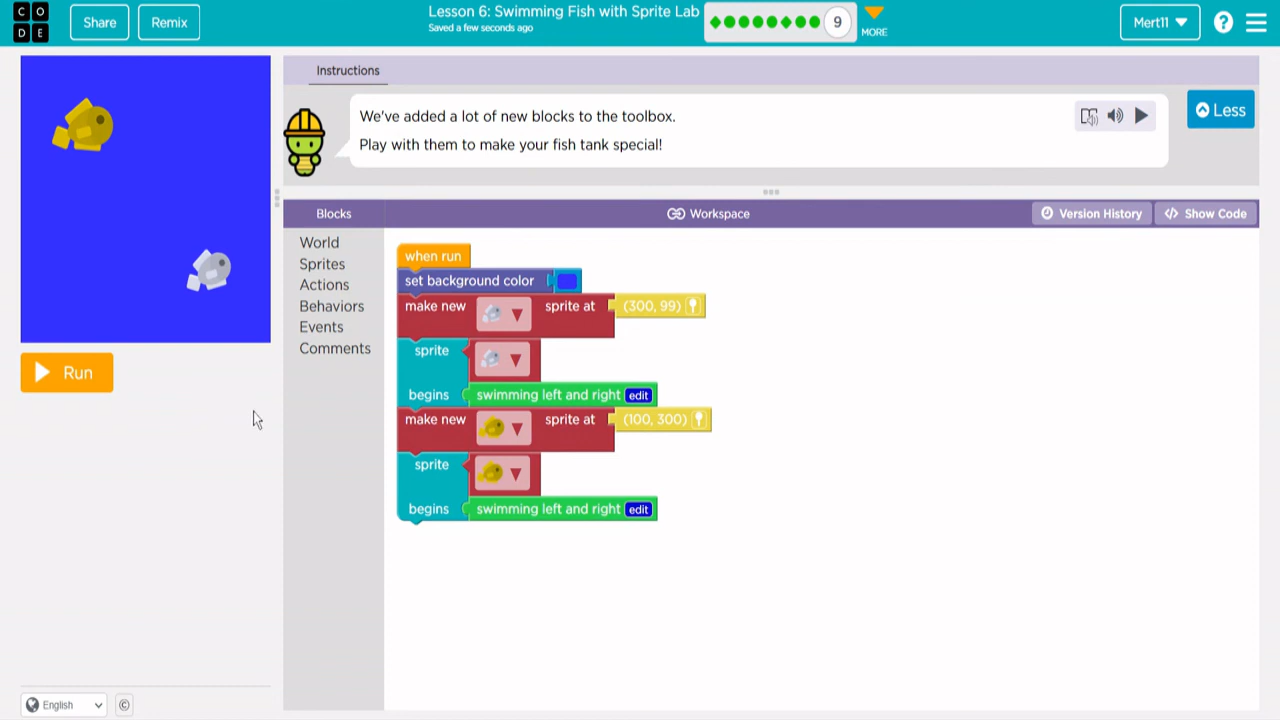 C O
D E
Share
Remix
Lesson 6: Swimming Fish with Sprite Lab
Saved a few seconds ago
9
MORE
Mert11
?
Instructions
We've added a lot of new blocks to the toolbox.
Play with them to make your fish tank special!
Less
Blocks
Workspace
Version History
Show Code
World
Sprites
Actions
Behaviors
Events
Comments
when run
set background color
make new sprite at (300, 99)
sprite
begins swimming left and right edit
make new sprite at (100, 300)
sprite
begins swimming left and right edit
Run
English
©